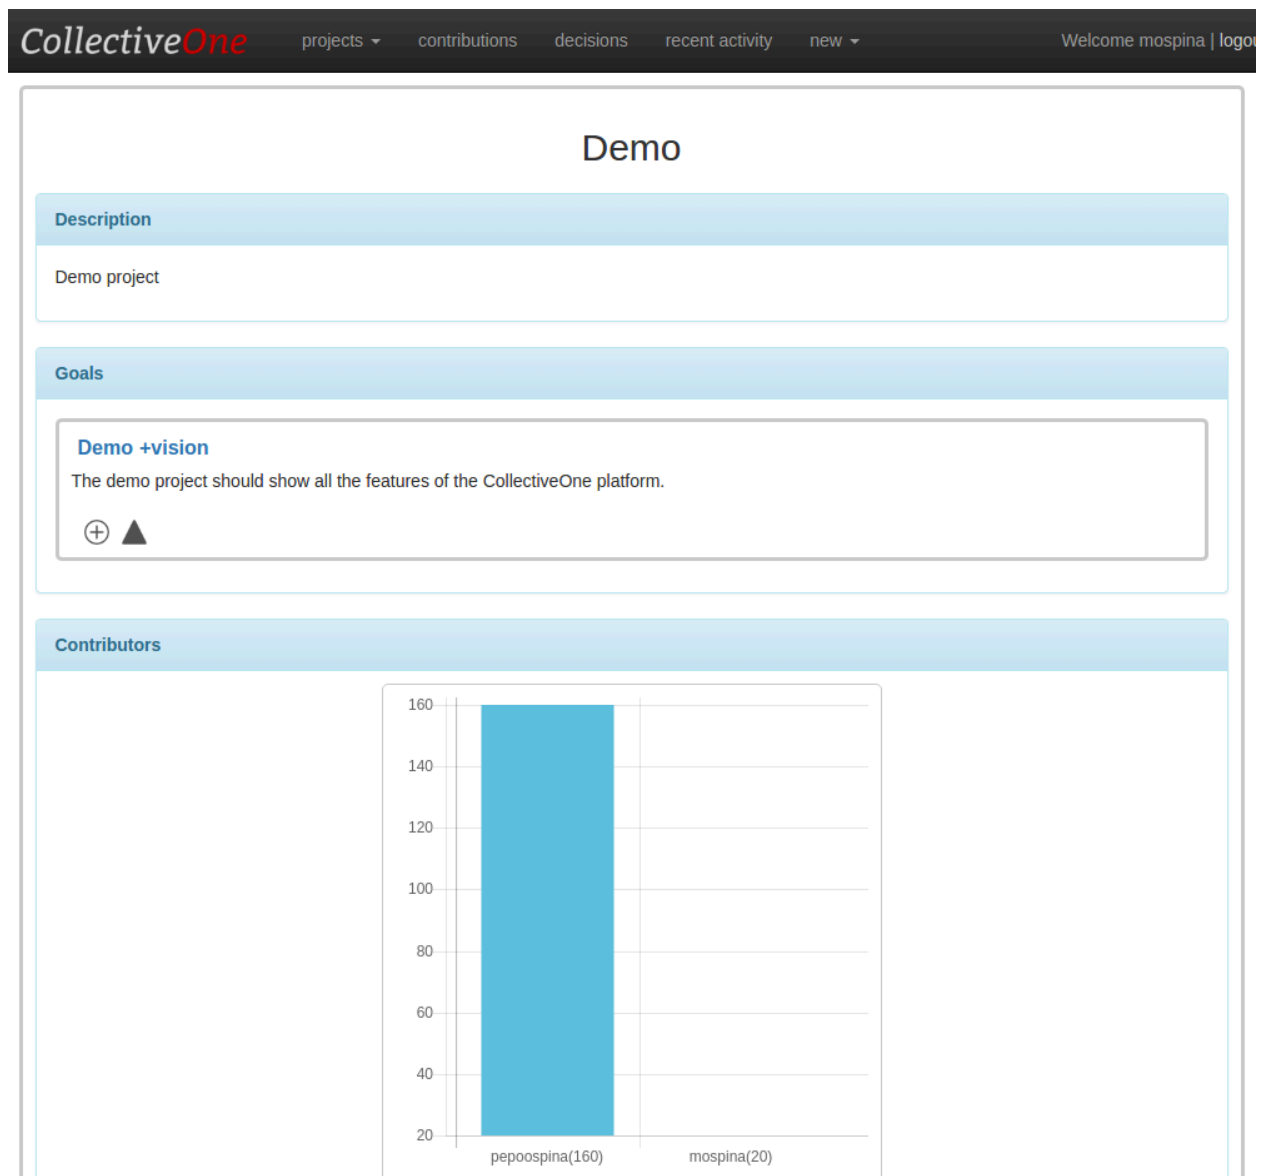 CollectiveOne projects contributions decisions recent activity new Welcome mospina |
Demo
Description
Demo project
Goals
Demo +vision
The demo project should show all the features of the CollectiveOne platform.
Contributors
160
140
120
100
80
60
40
20
pepoospina(160) mospina(20)